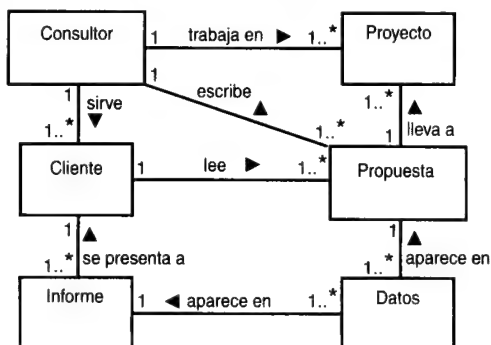 Consultor
1
trabaja en ▶
1..*
Proyecto
1
escribe
▲
1
sirve
▼
1..*
1..*
1..*
▲
lleva a
1
Cliente
1
lee ▶
1..*
Propuesta
1
▲
se presenta a
1..*
1
▲
aparece en
1..*
Informe
1
◀ aparece en
1..*
Datos